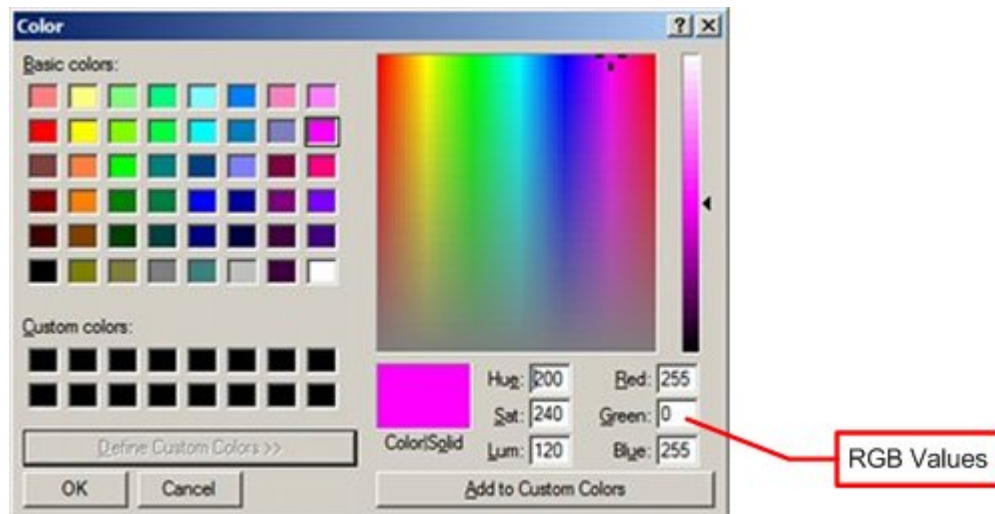 Color
Basic colors:
Custom colors:
Define Custom Colors >>
OK Cancel
Color|Solid
Hue: 200 Red: 255
Sat: 240 Green: 0
Lum: 120 Blue: 255
Add to Custom Colors
RGB Values